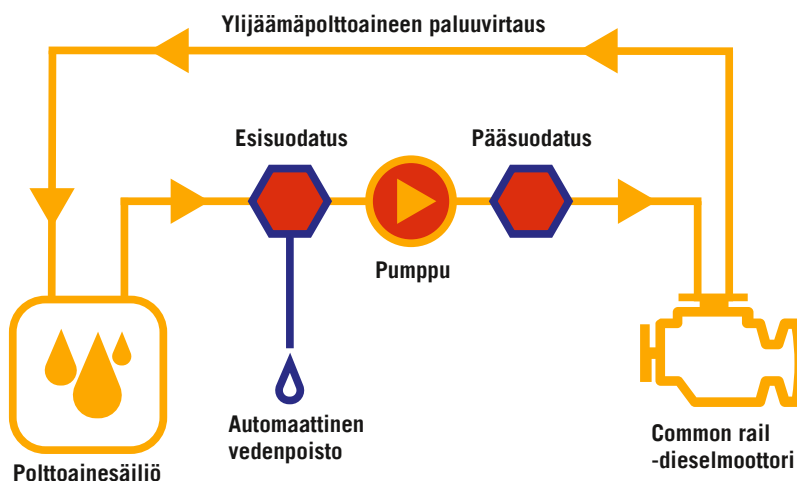 Ylijäämäpolttoaineen paluuvirtaus
Esisuodatus
Pääsuodatus
Pumppu
Automaattinen
vedenpoisto
Common rail
-dieselmoottori
Polttoainesäiliö